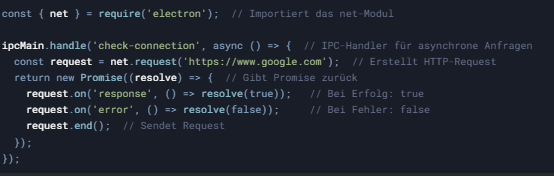 const { net } = require('electron');  // Importiert das net-Modul

ipcMain.handle('check-connection', async () => {  // IPC-Handler für asynchrone Anfragen
  const request = net.request('https://www.google.com');  // Erstellt HTTP-Request
  return new Promise((resolve) => {  // Gibt Promise zurück
    request.on('response', () => resolve(true));   // Bei Erfolg: true
    request.on('error', () => resolve(false));     // Bei Fehler: false
    request.end();  // Sendet Request
  });
});